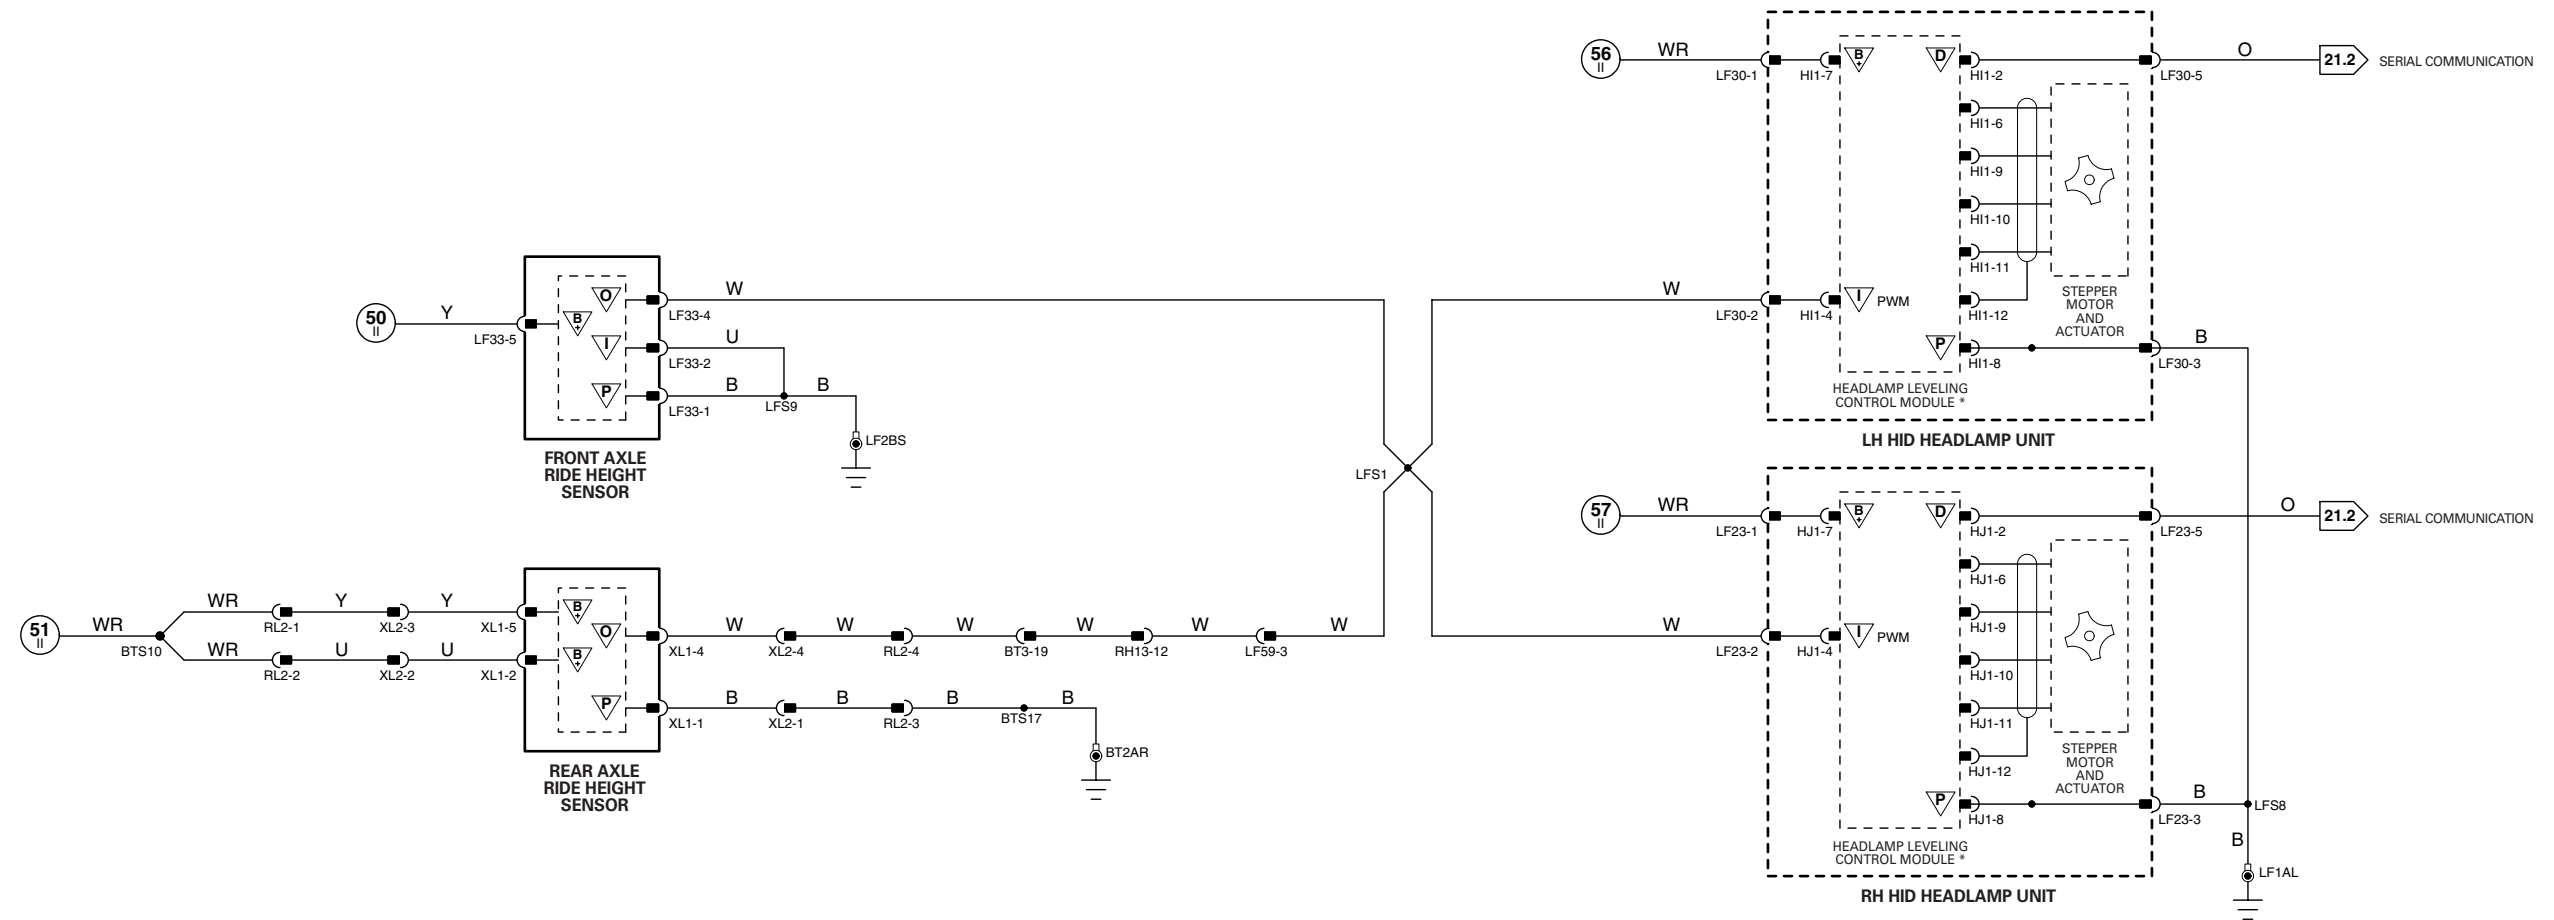 56
II
WR
LF30-1
HI1-7
B
+
D
HI1-2
LF30-5
O
21.2
SERIAL COMMUNICATION
HI1-6
HI1-9
HI1-10
HI1-11
HI1-12
STEPPER
MOTOR
AND
ACTUATOR
W
LF30-2
HI1-4
I
PWM
P
HI1-8
LF30-3
B
HEADLAMP LEVELING
CONTROL MODULE *
LH HID HEADLAMP UNIT
50
II
Y
LF33-5
B
+
O
LF33-4
W
I
LF33-2
U
P
LF33-1
B
LFS9
B
LF2BS
FRONT AXLE
RIDE HEIGHT
SENSOR
LFS1
57
II
WR
LF23-1
HJ1-7
B
+
D
HJ1-2
LF23-5
O
21.2
SERIAL COMMUNICATION
HJ1-6
HJ1-9
HJ1-10
HJ1-11
HJ1-12
STEPPER
MOTOR
AND
ACTUATOR
W
LF23-2
HJ1-4
I
PWM
P
HJ1-8
LF23-3
B
LFS8
B
LF1AL
HEADLAMP LEVELING
CONTROL MODULE *
RH HID HEADLAMP UNIT
51
II
WR
BTS10
WR
RL2-1
Y
XL2-3
Y
XL1-5
WR
RL2-2
U
XL2-2
U
XL1-2
B
+
O
B
+
P
XL1-4
W
XL2-4
W
RL2-4
W
BT3-19
W
RH13-12
W
LF59-3
W
XL1-1
B
XL2-1
B
RL2-3
B
BTS17
B
BT2AR
REAR AXLE
RIDE HEIGHT
SENSOR